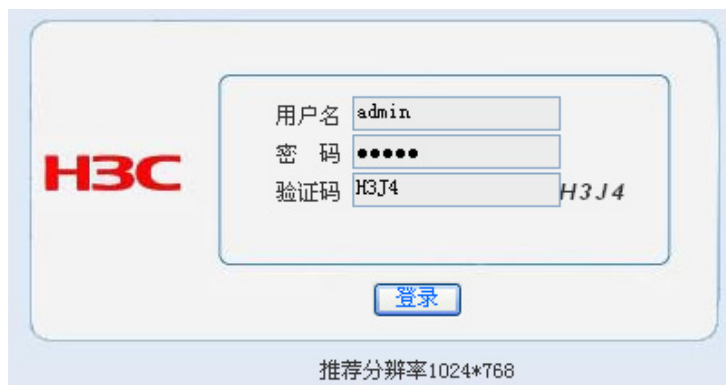 H3C
用户名 admin
密 码 ●●●●●
验证码 H3J4 H3J4
登录
推荐分辨率1024*768